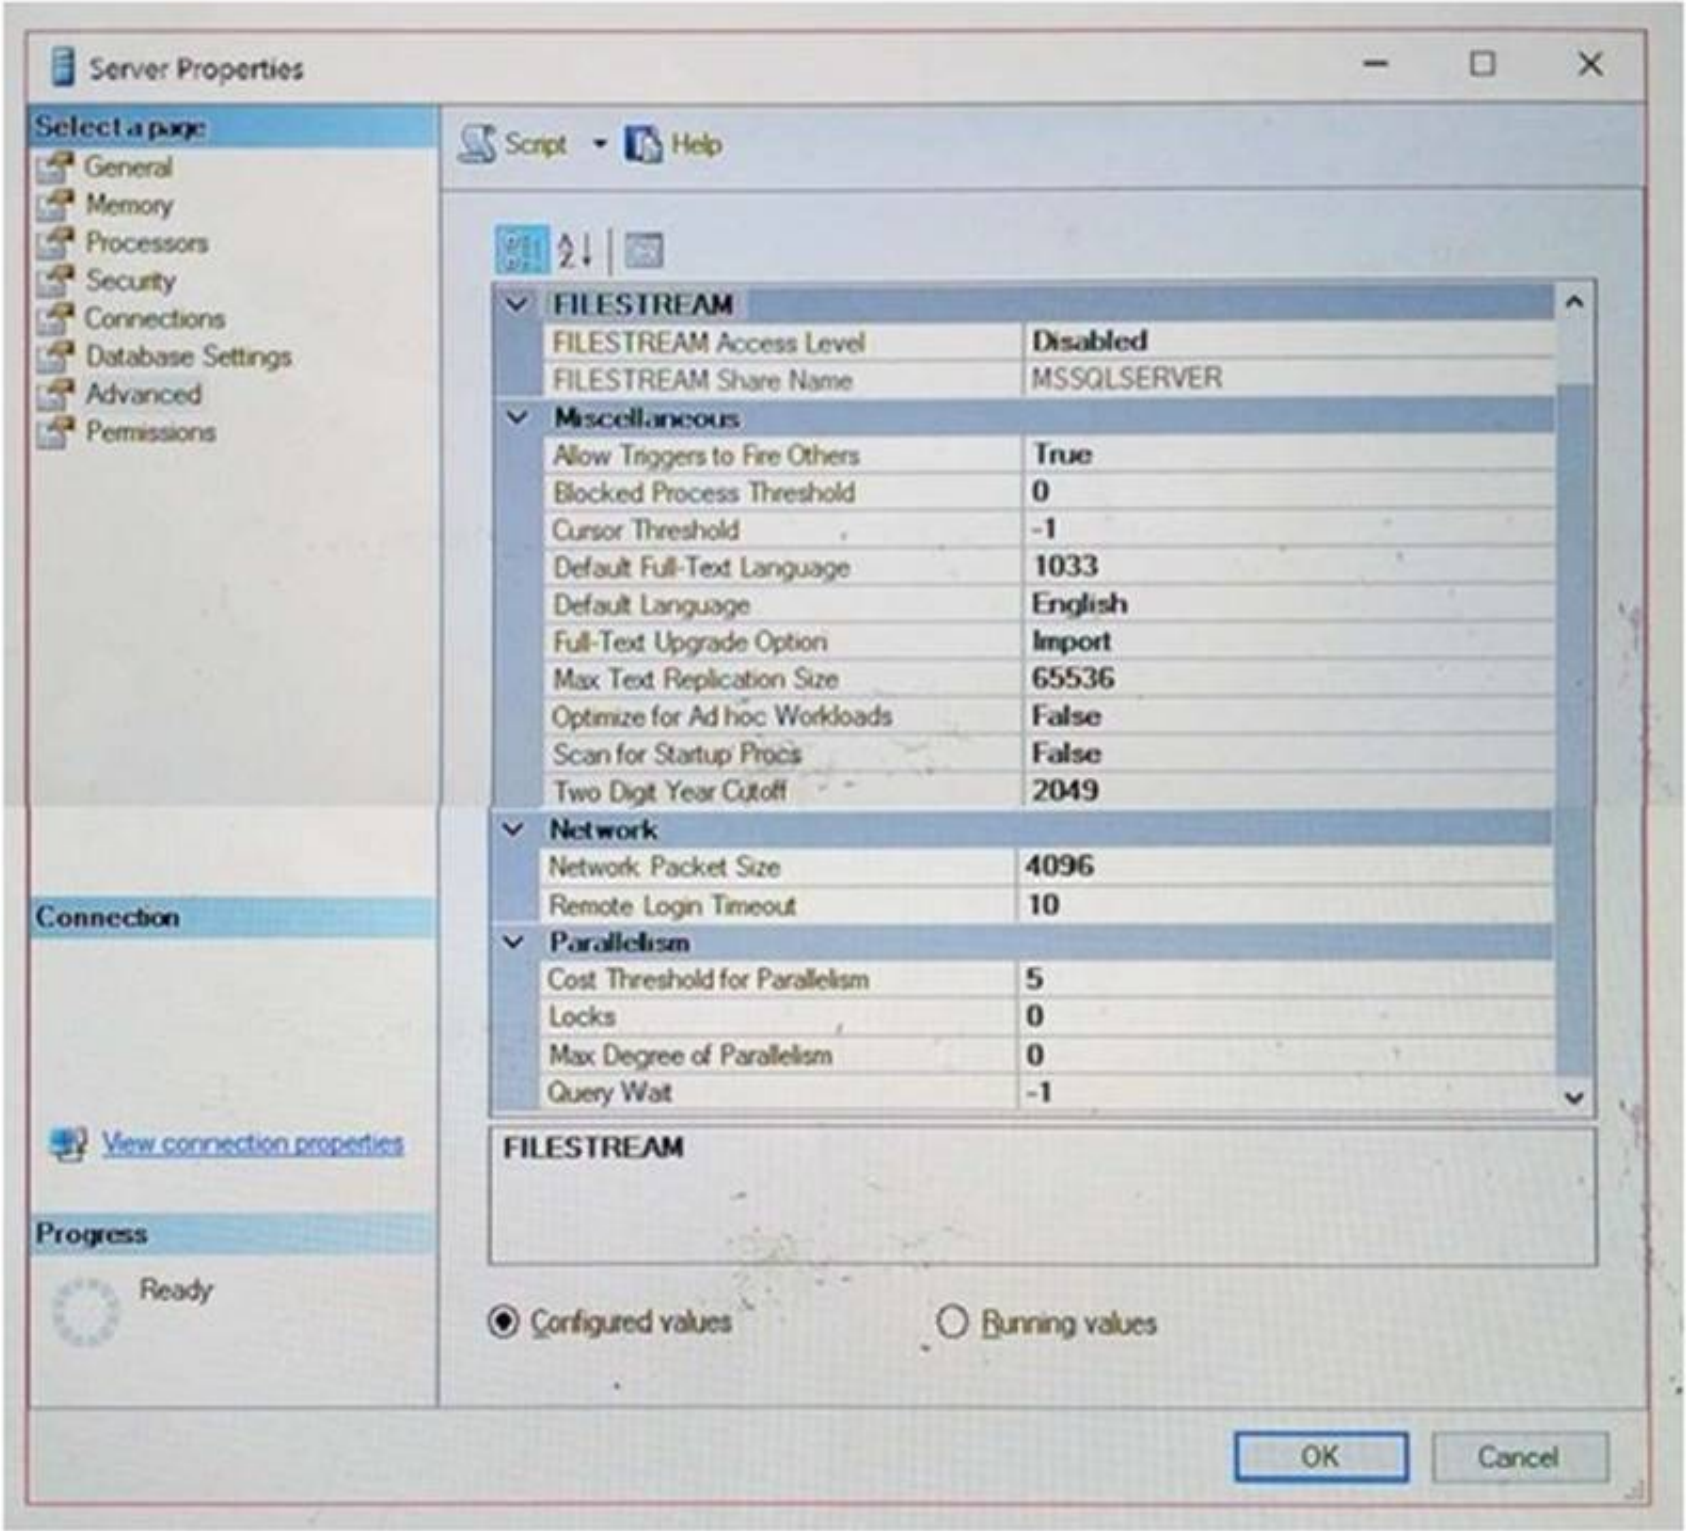 Server Properties
Select a page
General
Memory
Processors
Security
Connections
Database Settings
Advanced
Permissions
Connection
View connection properties
Progress
Ready
Script
Help
FILESTREAM
FILESTREAM Access Level Disabled
FILESTREAM Share Name MSSQLSERVER
Miscellaneous
Allow Triggers to Fire Others True
Blocked Process Threshold 0
Cursor Threshold -1
Default Full-Text Language 1033
Default Language English
Full-Text Upgrade Option Import
Max Text Replication Size 65536
Optimize for Ad hoc Workloads False
Scan for Startup Procs False
Two Digit Year Cutoff 2049
Network
Network Packet Size 4096
Remote Login Timeout 10
Parallelism
Cost Threshold for Parallelism 5
Locks 0
Max Degree of Parallelism 0
Query Wait -1
FILESTREAM
Configured values
Running values
OK
Cancel